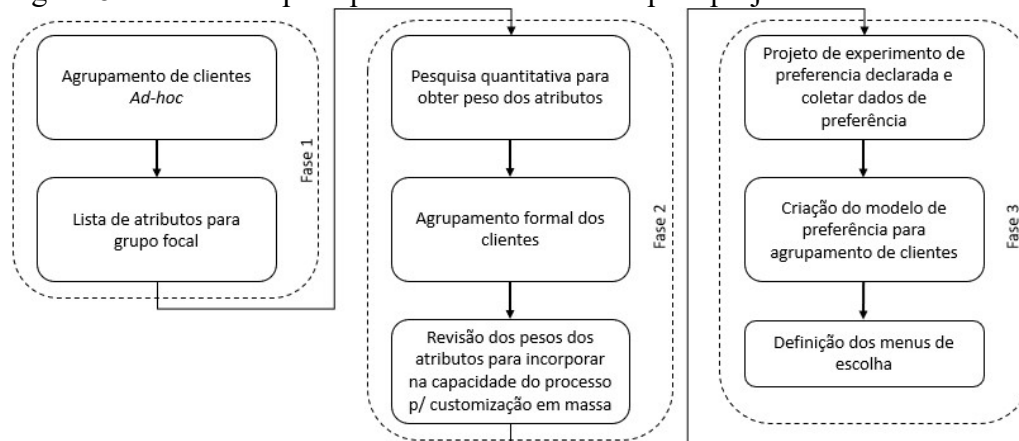 Agrupamento de clientes
Ad-hoc
Lista de atributos para
grupo focal
Fase 1
Pesquisa quantitativa para
obter peso dos atributos
Agrupamento formal dos
clientes
Revisão dos pesos dos
atributos para incorporar
na capacidade do processo
p/ customização em massa
Fase 2
Projeto de experimento de
preferencia declarada e
coletar dados de
preferência
Criação do modelo de
preferência para
agrupamento de clientes
Definição dos menus de
escolha
Fase 3